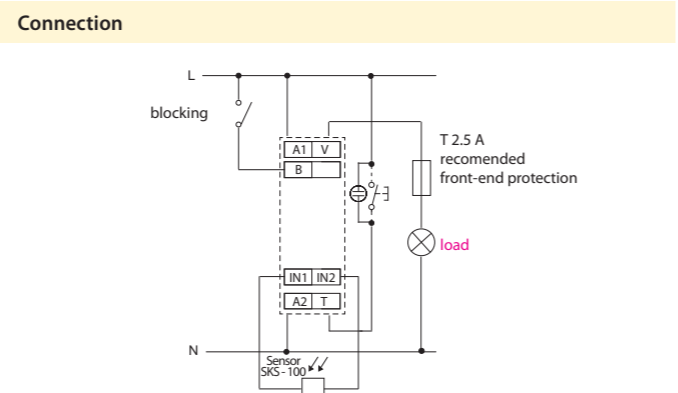 Connection
L
blocking
A1 V
B
T 2.5 A
recomended
front-end protection
load
IN1 IN2
A2 T
N
Sensor
SKS-100